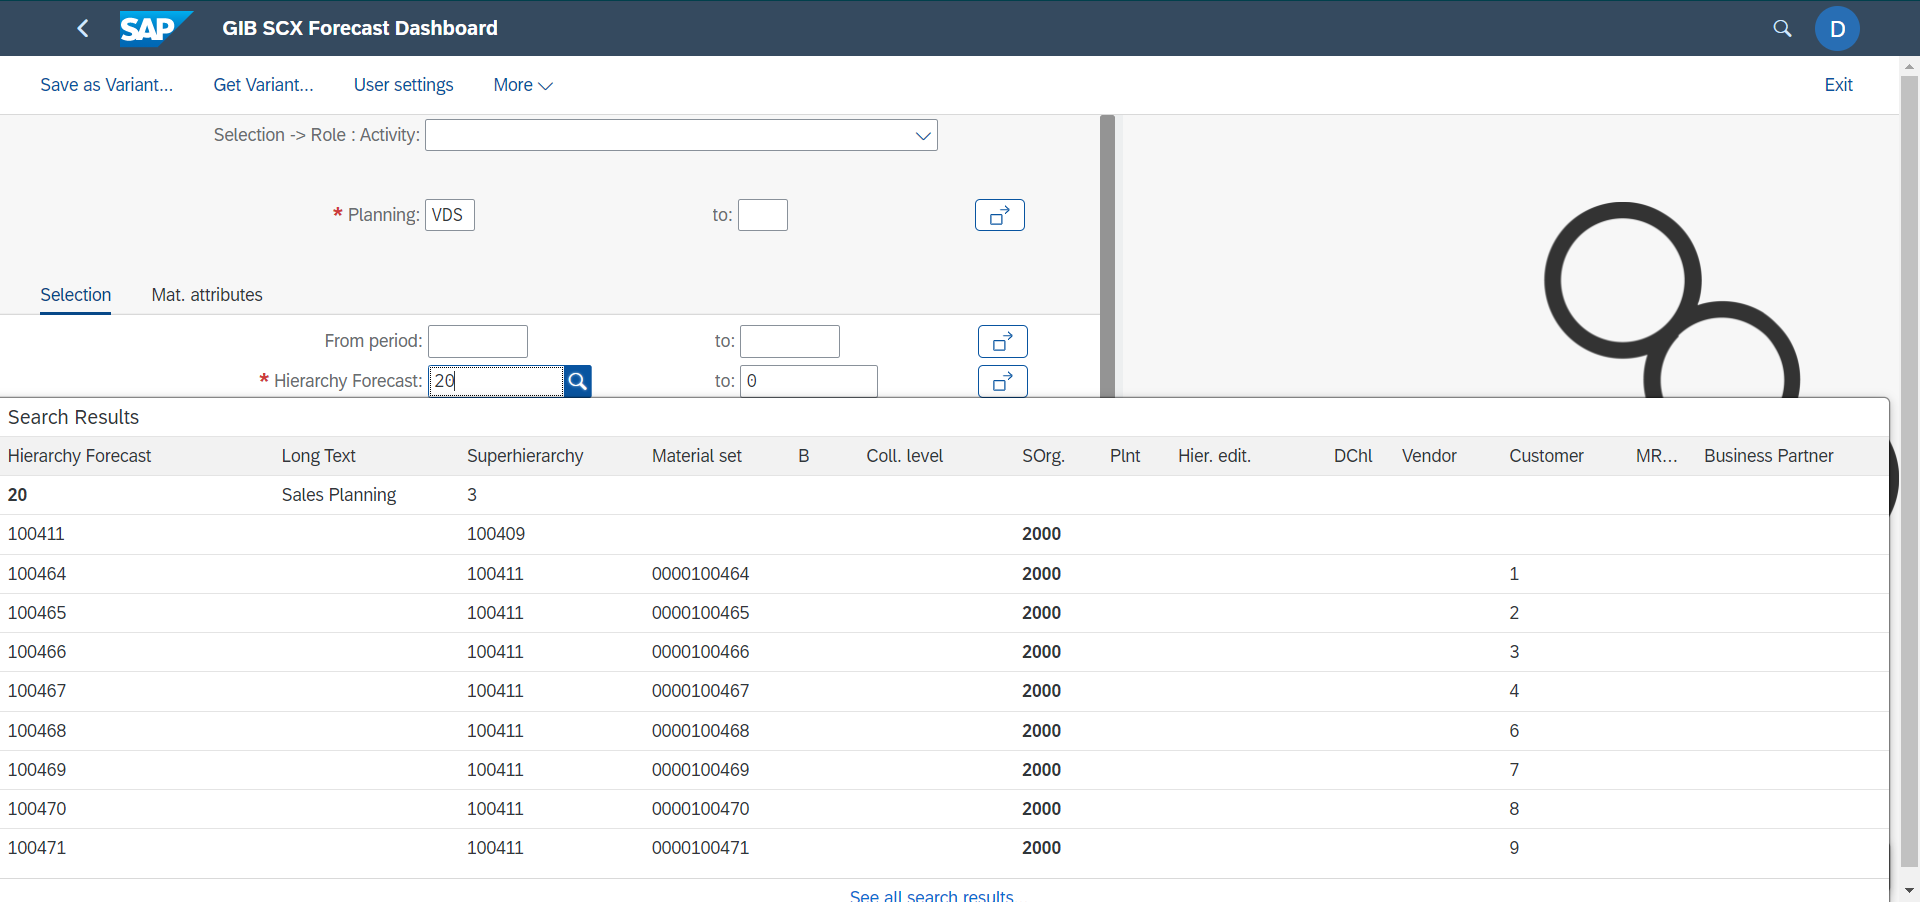 SAP GIB SCX Forecast Dashboard D
Save as Variant... Get Variant... User settings More Exit
Selection -> Role : Activity:
* Planning: VDS to:
Selection Mat. attributes
From period: to:
* Hierarchy Forecast: 20 to: 0
Search Results
Hierarchy Forecast Long Text Superhierarchy Material set B Coll. level SOrg. Plnt Hier. edit. DChl Vendor Customer MR... Business Partner
20 Sales Planning 3
100411 100409 2000
100464 100411 0000100464 2000 1
100465 100411 0000100465 2000 2
100466 100411 0000100466 2000 3
100467 100411 0000100467 2000 4
100468 100411 0000100468 2000 6
100469 100411 0000100469 2000 7
100470 100411 0000100470 2000 8
100471 100411 0000100471 2000 9
See all search results